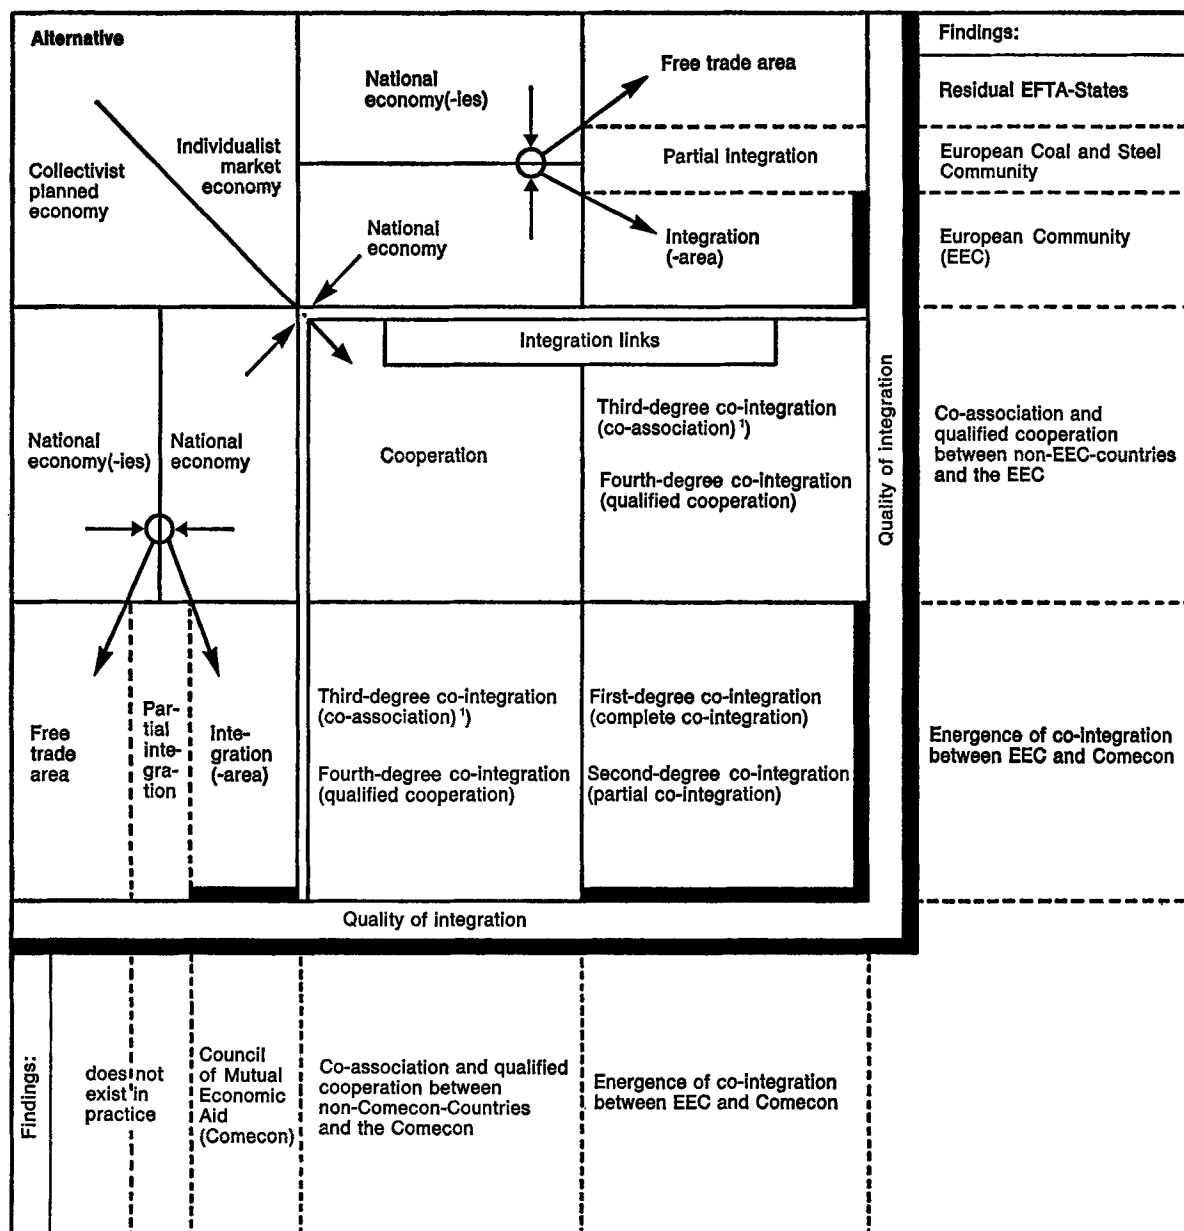 Alternative
Collectivist
planned
economy
Individualist
market
economy
National
economy(-ies)
National
economy
Free trade area
Partial integration
Integration
(-area)
Findings:
Residual EFTA-States
European Coal and Steel
Community
European Community
(EEC)
National
economy(-ies)
National
economy
Integration links
Cooperation
Third-degree co-integration
(co-association)¹)
Fourth-degree co-integration
(qualified cooperation)
Quality of integration
Co-association and
qualified cooperation
between non-EEC-countries
and the EEC
Free
trade
area
Par-
tial
inte-
gra-
tion
Inte-
gration
(-area)
Third-degree co-integration
(co-association)¹)
Fourth-degree co-integration
(qualified cooperation)
First-degree co-integration
(complete co-integration)
Second-degree co-integration
(partial co-integration)
Energence of co-integration
between EEC and Comecon
Quality of integration
Findings:
does not
exist in
practice
Council
of Mutual
Economic
Aid
(Comecon)
Co-association and qualified
cooperation between
non-Comecon-Countries
and the Comecon
Energence of co-integration
between EEC and Comecon